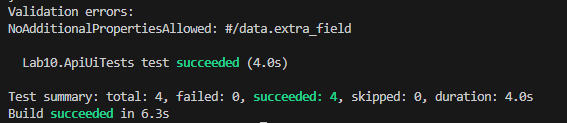 Validation errors:
NoAdditionalPropertiesAllowed: #/data.extra_field
Lab10.ApiUiTests test succeeded (4.0s)
Test summary: total: 4, failed: 0, succeeded: 4, skipped: 0, duration: 4.0s
Build succeeded in 6.3s